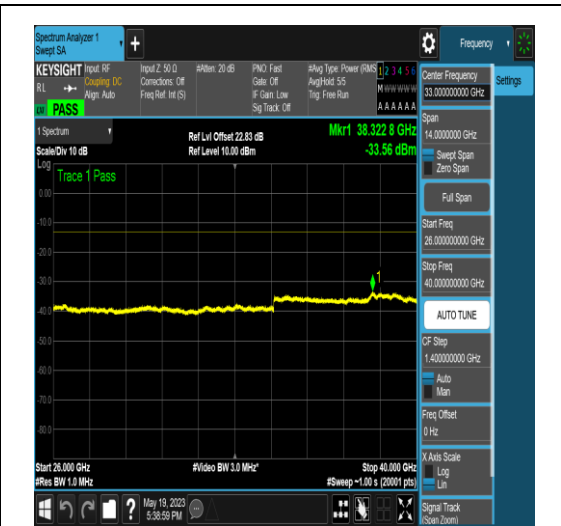 Spectrum Analyzer 1
Swept SA
+
Frequency
KEYSIGHT
RL
PASS
Input: RF
Coupling: DC
Align: Auto
Input Z: 50 Ω
Corrections: Off
Freq Ref: Int (S)
#Atten: 20 dB
PNO: Fast
Gate: Off
IF Gain: Low
Sig Track: Off
#Avg Type: Power (RMS
Avg|Hold: 5/5
Trig: Free Run
1 2 3 4 5 6
M W W W W W
A A A A A A
1 Spectrum
Scale/Div 10 dB
Ref Lvl Offset 22.83 dB
Ref Level 10.00 dBm
Mkr1 38.322 8 GHz
-33.56 dBm
Log
Trace 1 Pass
0.00
-10.0
-20.0
-30.0
-40.0
-50.0
-60.0
-70.0
-80.0
1
Start 26.000 GHz
#Res BW 1.0 MHz
#Video BW 3.0 MHz*
Stop 40.000 GHz
#Sweep ~1.00 s (20001 pts)
?
May 19, 2023
5:38:59 PM
Center Frequency
33.000000000 GHz
Settings
Span
14.0000000 GHz
Swept Span
Zero Span
Full Span
Start Freq
26.000000000 GHz
Stop Freq
40.000000000 GHz
AUTO TUNE
CF Step
1.400000000 GHz
Auto
Man
Freq Offset
0 Hz
X Axis Scale
Log
Lin
Signal Track
(Span Zoom)